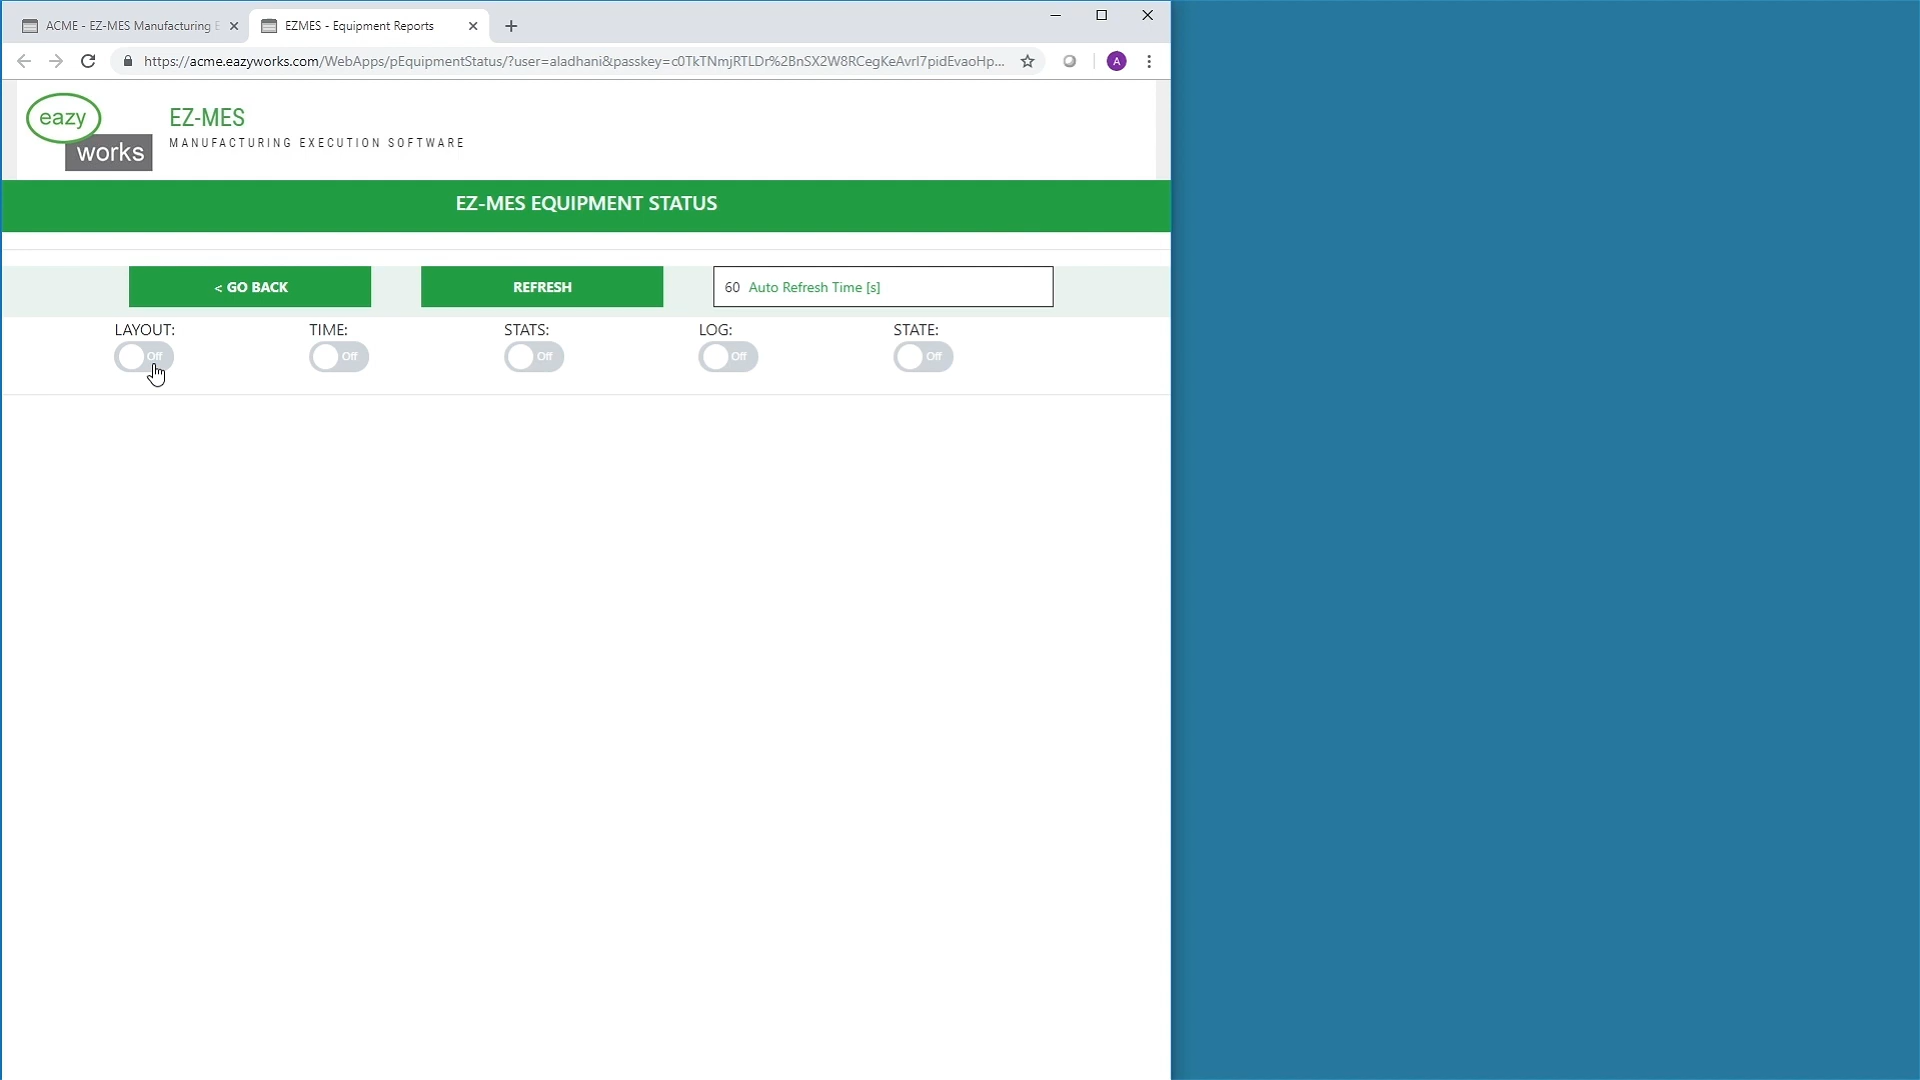 ACME - EZ-MES Manufacturing E
EZMES - Equipment Reports
https://acme.eazyworks.com/WebApps/pEquipmentStatus/?user=aladhani&passkey=c0TkTNmjRTLDr%2BnSX2W8RCegKeAvrI7pidEvaoHp...
A
eazy
works
EZ-MES
MANUFACTURING EXECUTION SOFTWARE
EZ-MES EQUIPMENT STATUS
< GO BACK
REFRESH
60 Auto Refresh Time [s]
LAYOUT: TIME: STATS: LOG: STATE:
Off Off Off Off Off